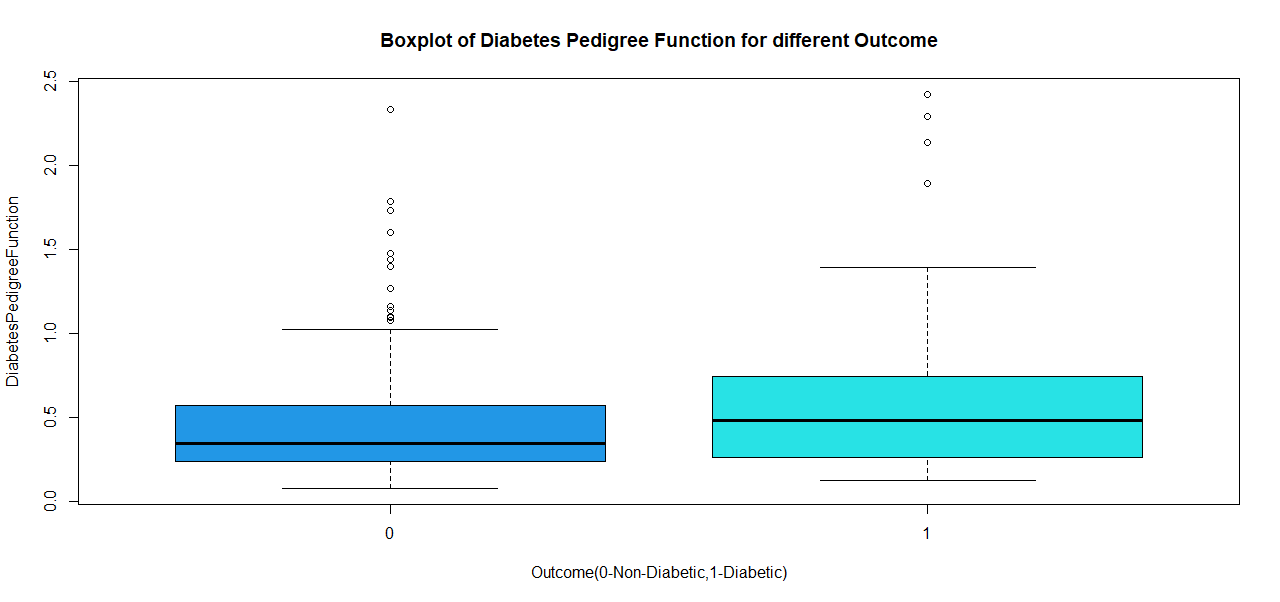 Boxplot of Diabetes Pedigree Function for different Outcome
DiabetesPedigreeFunction
2.5
2.0
1.5
1.0
0.5
0.0
0 1
Outcome(0-Non-Diabetic,1-Diabetic)